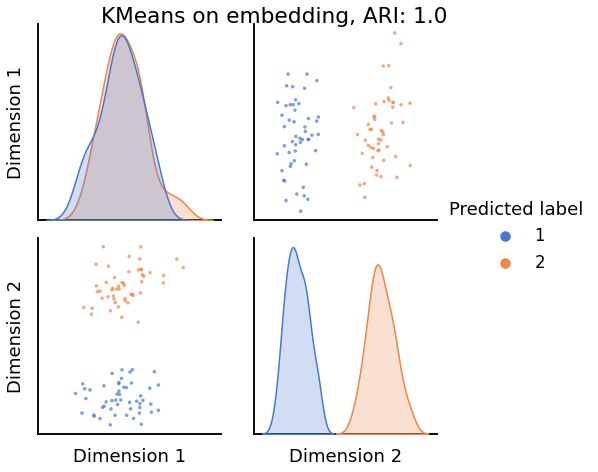 KMeans on embedding, ARI: 1.0
Dimension 1
Predicted label
1
2
Dimension 2
Dimension 1
Dimension 2